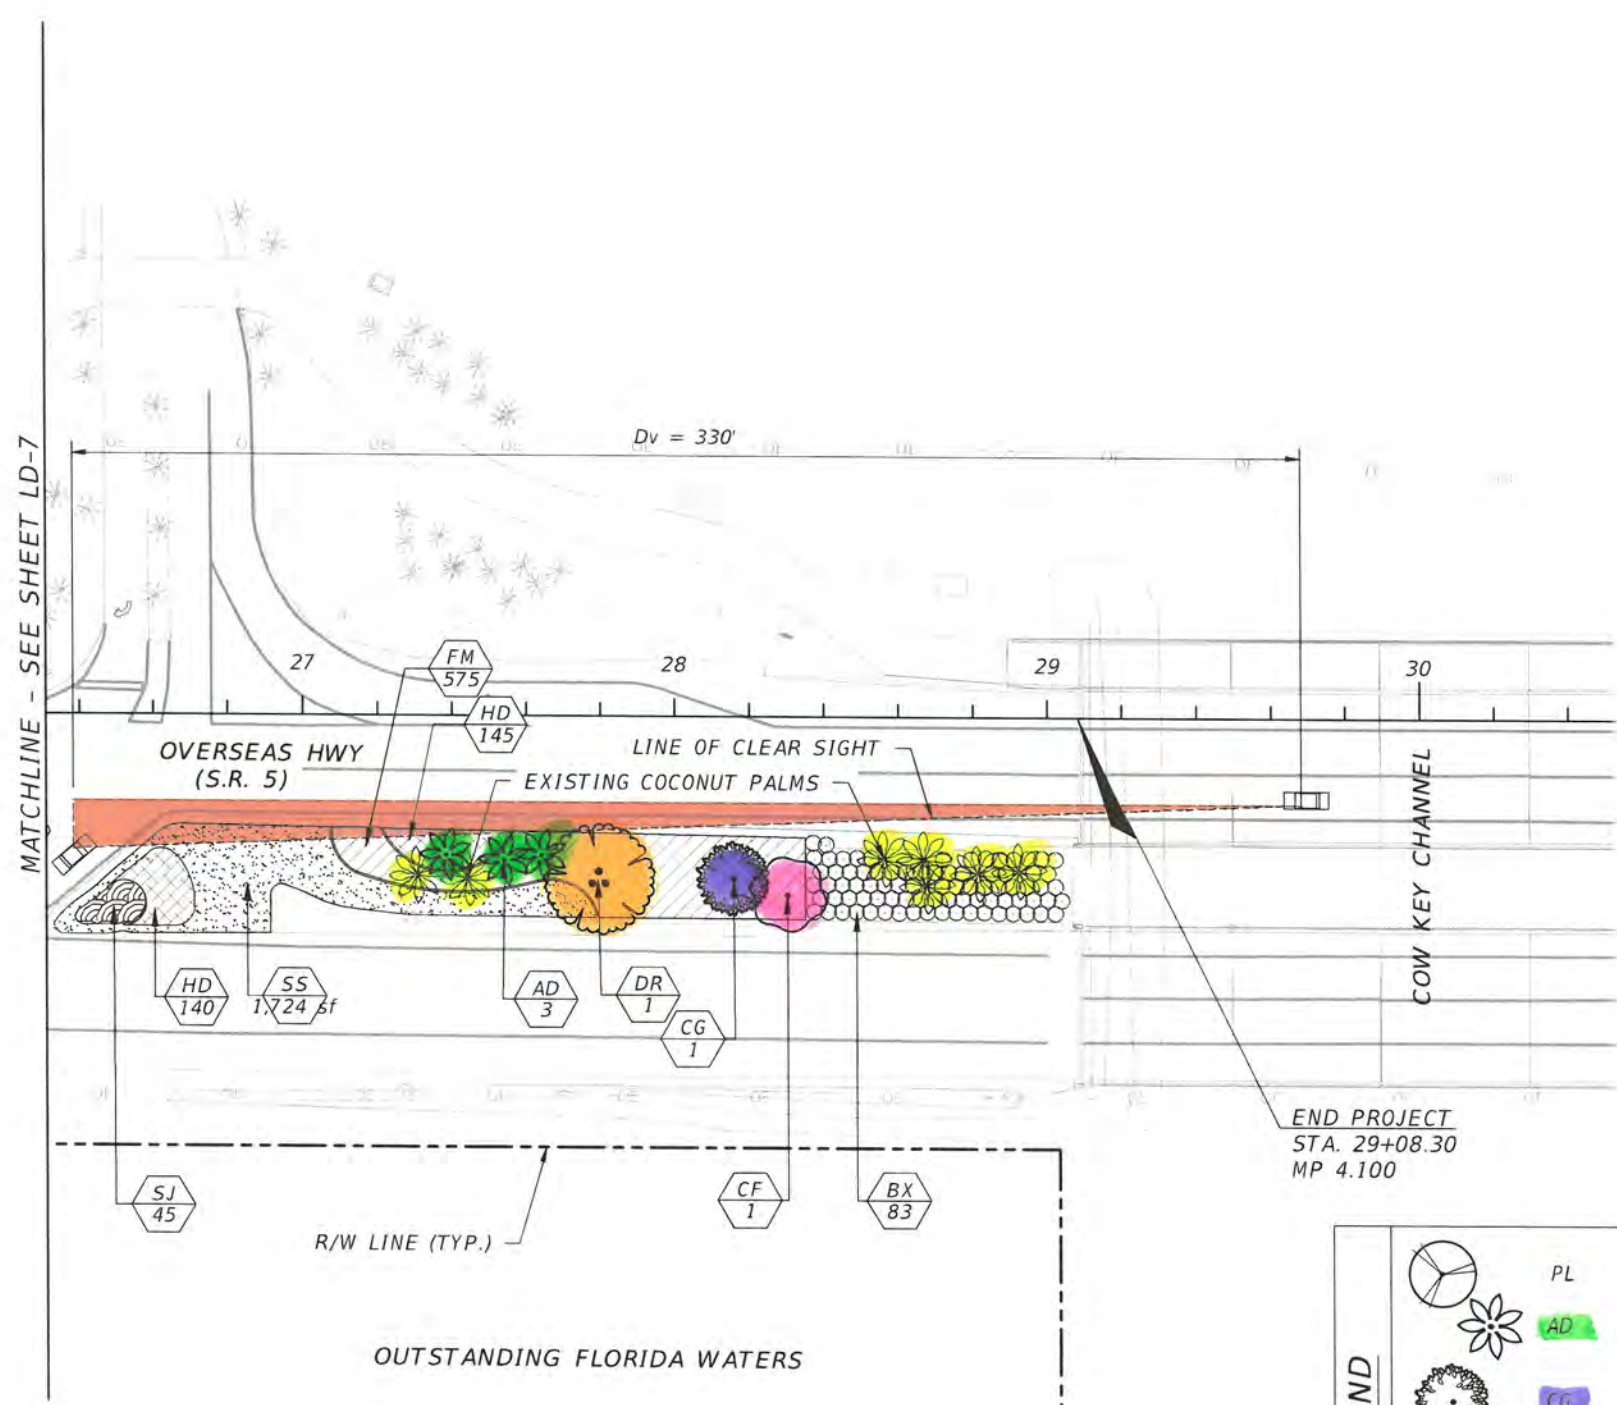 MATCHLINE - SEE SHEET LD-7
Dv = 330'
27
28
29
30
FM
575
HD
145
OVERSEAS HWY
(S.R. 5)
LINE OF CLEAR SIGHT
EXISTING COCONUT PALMS
COW KEY CHANNEL
HD
140
SS
1,724 sf
AD
3
DR
1
CG
1
END PROJECT
STA. 29+08.30
MP 4.100
SJ
45
CF
1
BX
83
R/W LINE (TYP.)
OUTSTANDING FLORIDA WATERS
PL
AD
CG
ND